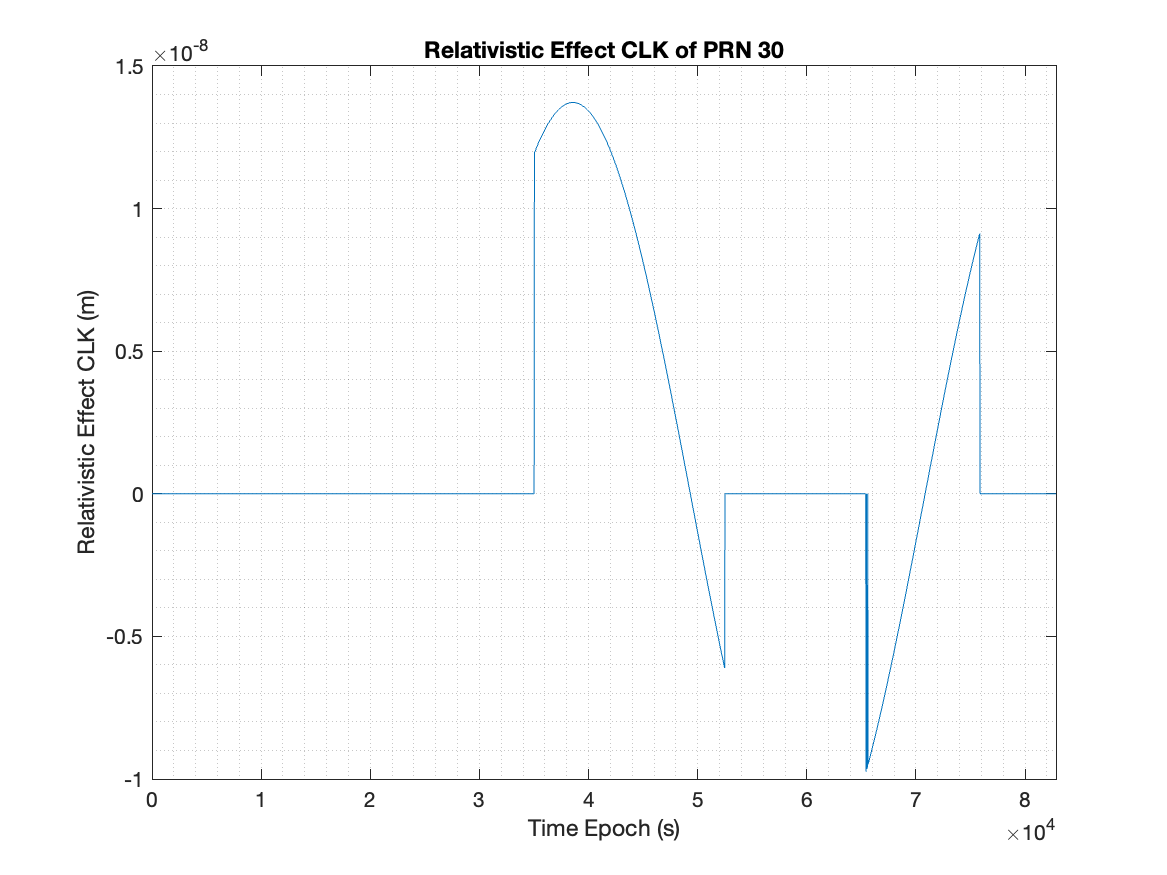 Relativistic Effect CLK of PRN 30
×10⁻⁸
1.5
1
0.5
0
-0.5
-1
Relativistic Effect CLK (m)
0 1 2 3 4 5 6 7 8
Time Epoch (s)
×10⁴